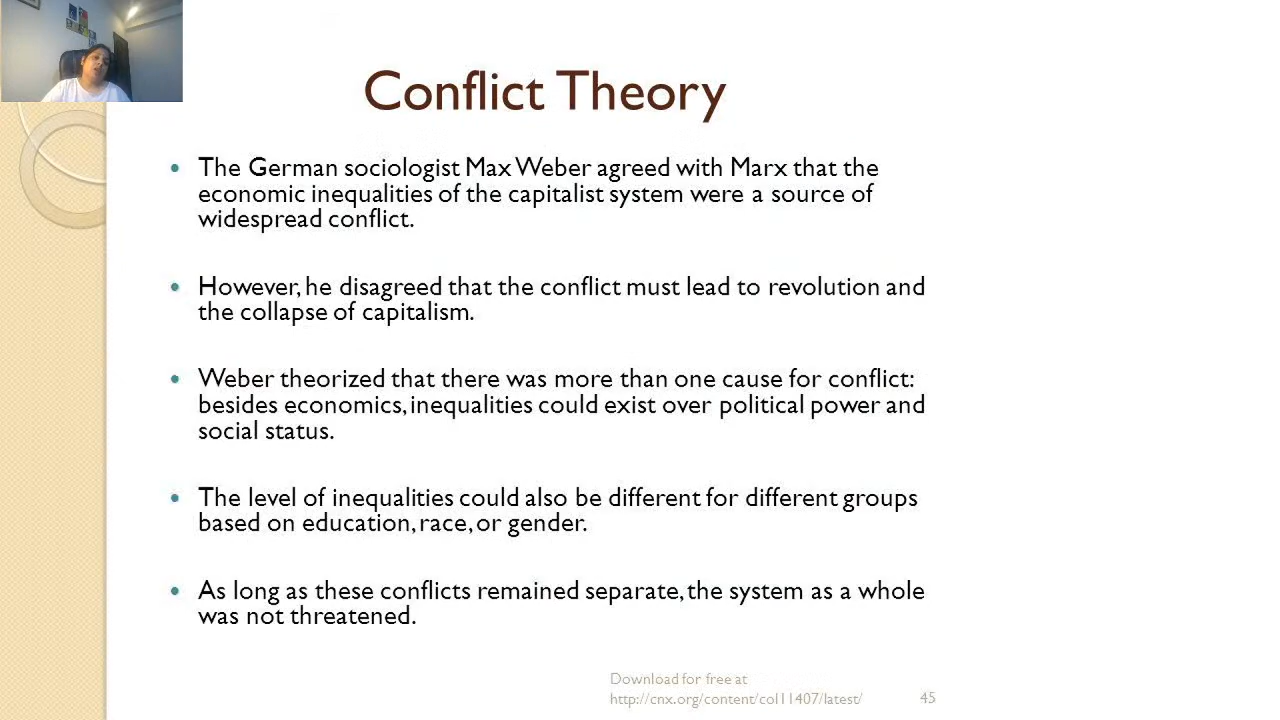 Conflict Theory
The German sociologist Max Weber agreed with Marx that the
economic inequalities of the capitalist system were a source of
widespread conflict.
However, he disagreed that the conflict must lead to revolution and
the collapse of capitalism.
Weber theorized that there was more than one cause for conflict:
besides economics, inequalities could exist over political power and
social status.
The level of inequalities could also be different for different groups
based on education, race, or gender.
As long as these conflicts remained separate, the system as a whole
was not threatened.
Download for free at
http://cnx.org/content/col11407/latest/
45